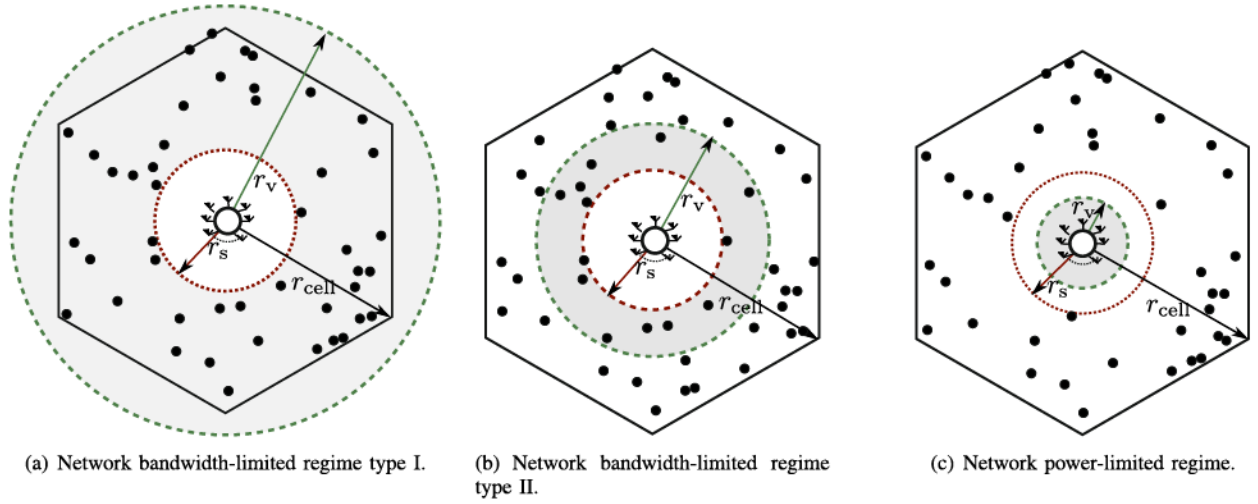 r_v
r_s
r_cell
(a) Network bandwidth-limited regime type I.
r_v
r_s
r_cell
(b) Network bandwidth-limited regime
type II.
r_v
r_s
r_cell
(c) Network power-limited regime.